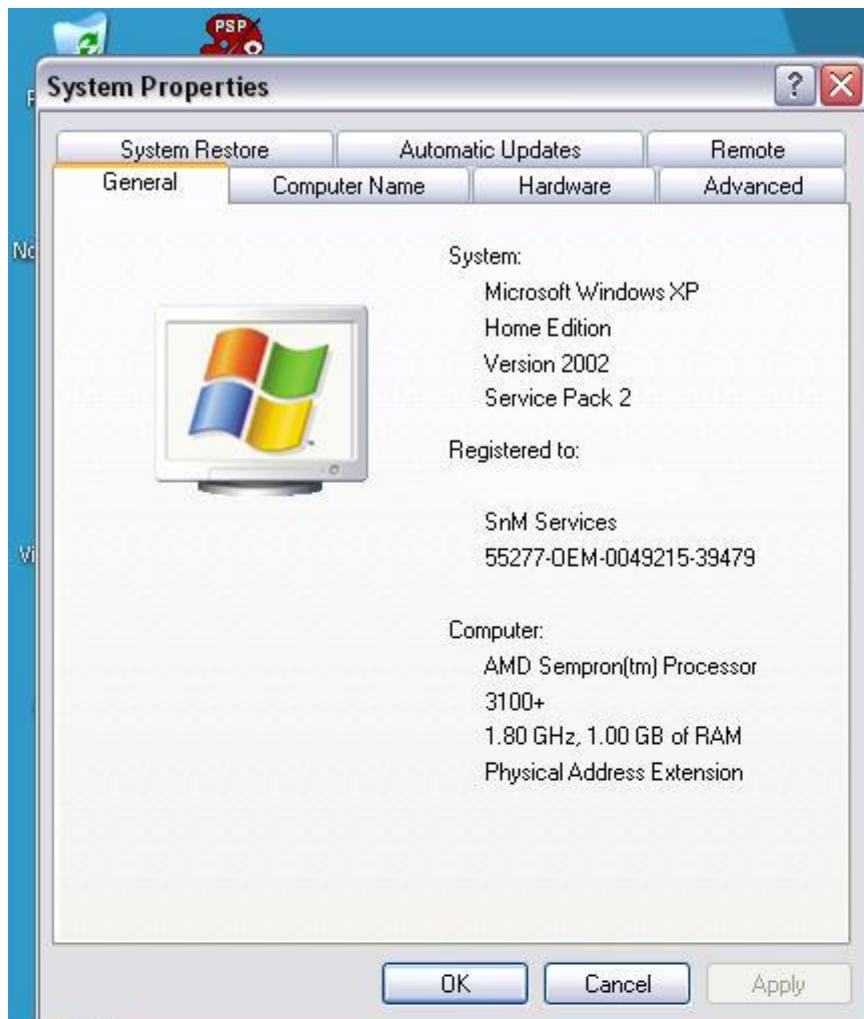 PSP
System Properties
System Restore Automatic Updates Remote
General Computer Name Hardware Advanced
System:
Microsoft Windows XP
Home Edition
Version 2002
Service Pack 2
Registered to:
SnM Services
55277-OEM-0049215-39479
Computer:
AMD Sempron(tm) Processor
3100+
1.80 GHz, 1.00 GB of RAM
Physical Address Extension
OK Cancel Apply